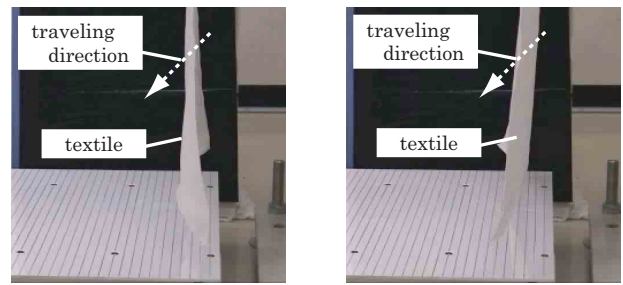 traveling
direction
textile
traveling
direction
textile